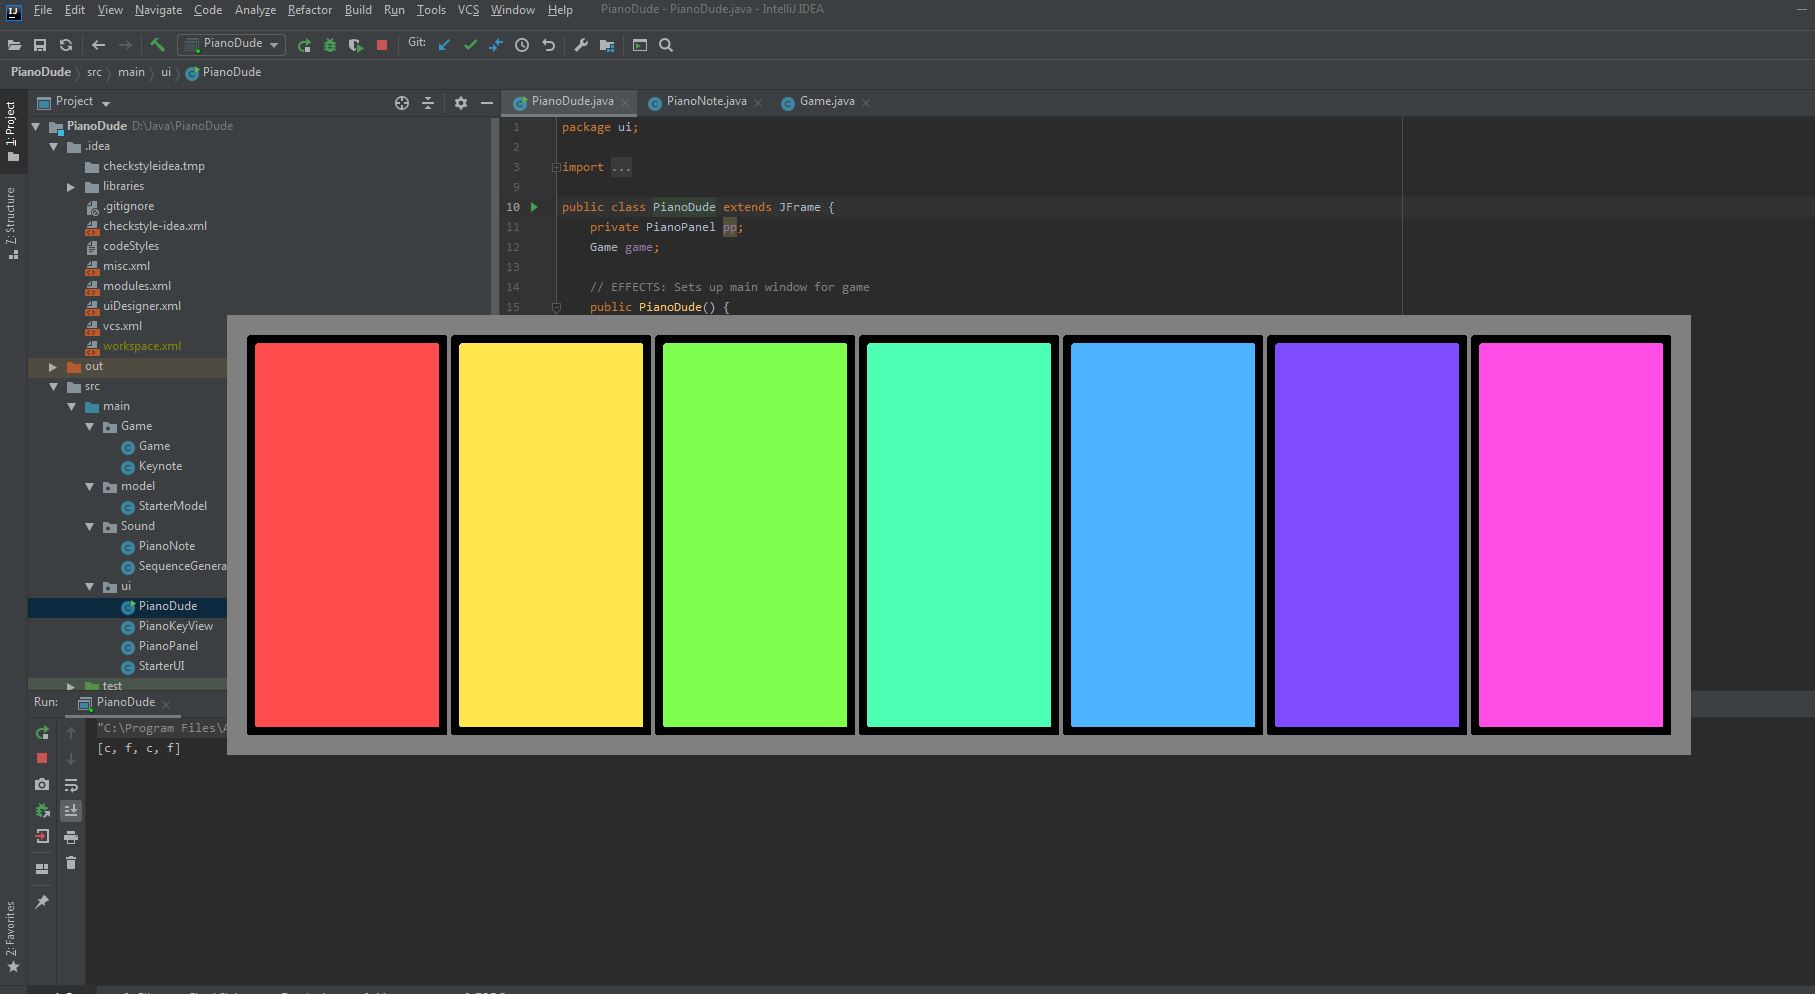 IJ File Edit View Navigate Code Analyze Refactor Build Run Tools VCS Window Help PianoDude - PianoDude.java - IntelliJ IDEA
PianoDude Git:
PianoDude src main ui PianoDude
Project
PianoDude.java PianoNote.java Game.java
1: Project
7: Structure
2: Favorites
PianoDude D:\Java\PianoDude
.idea
checkstyleidea.tmp
libraries
.gitignore
checkstyle-idea.xml
codeStyles
misc.xml
modules.xml
uiDesigner.xml
vcs.xml
workspace.xml
out
src
main
Game
Game
Keynote
model
StarterModel
Sound
PianoNote
SequenceGenera
ui
PianoDude
PianoKeyView
PianoPanel
StarterUI
test
1 package ui;
2
3 import ...
9
10 public class PianoDude extends JFrame {
11 private PianoPanel pp;
12 Game game;
13
14 // EFFECTS: Sets up main window for game
15 public PianoDude() {
Run: PianoDude
"C:\Program Files\
[c, f, c, f]